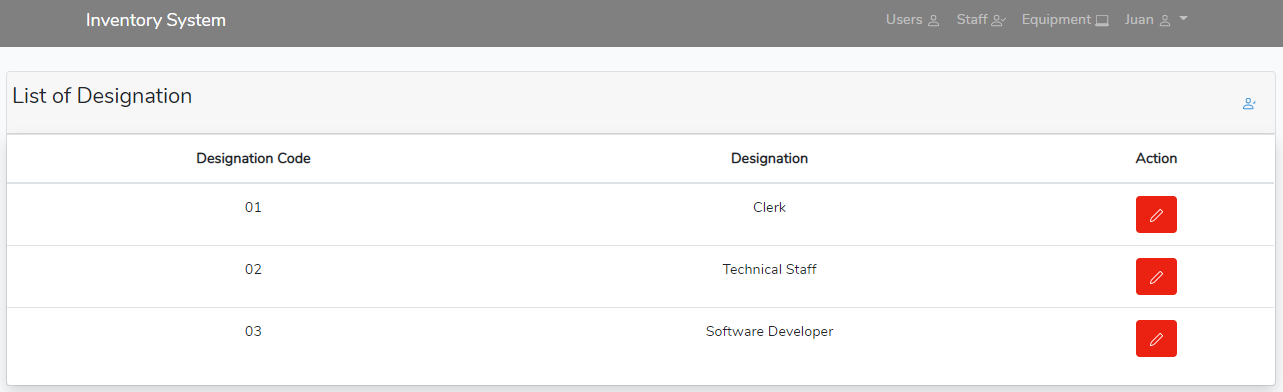 Inventory System Users Staff Equipment Juan
List of Designation
Designation Code Designation Action
01 Clerk
02 Technical Staff
03 Software Developer